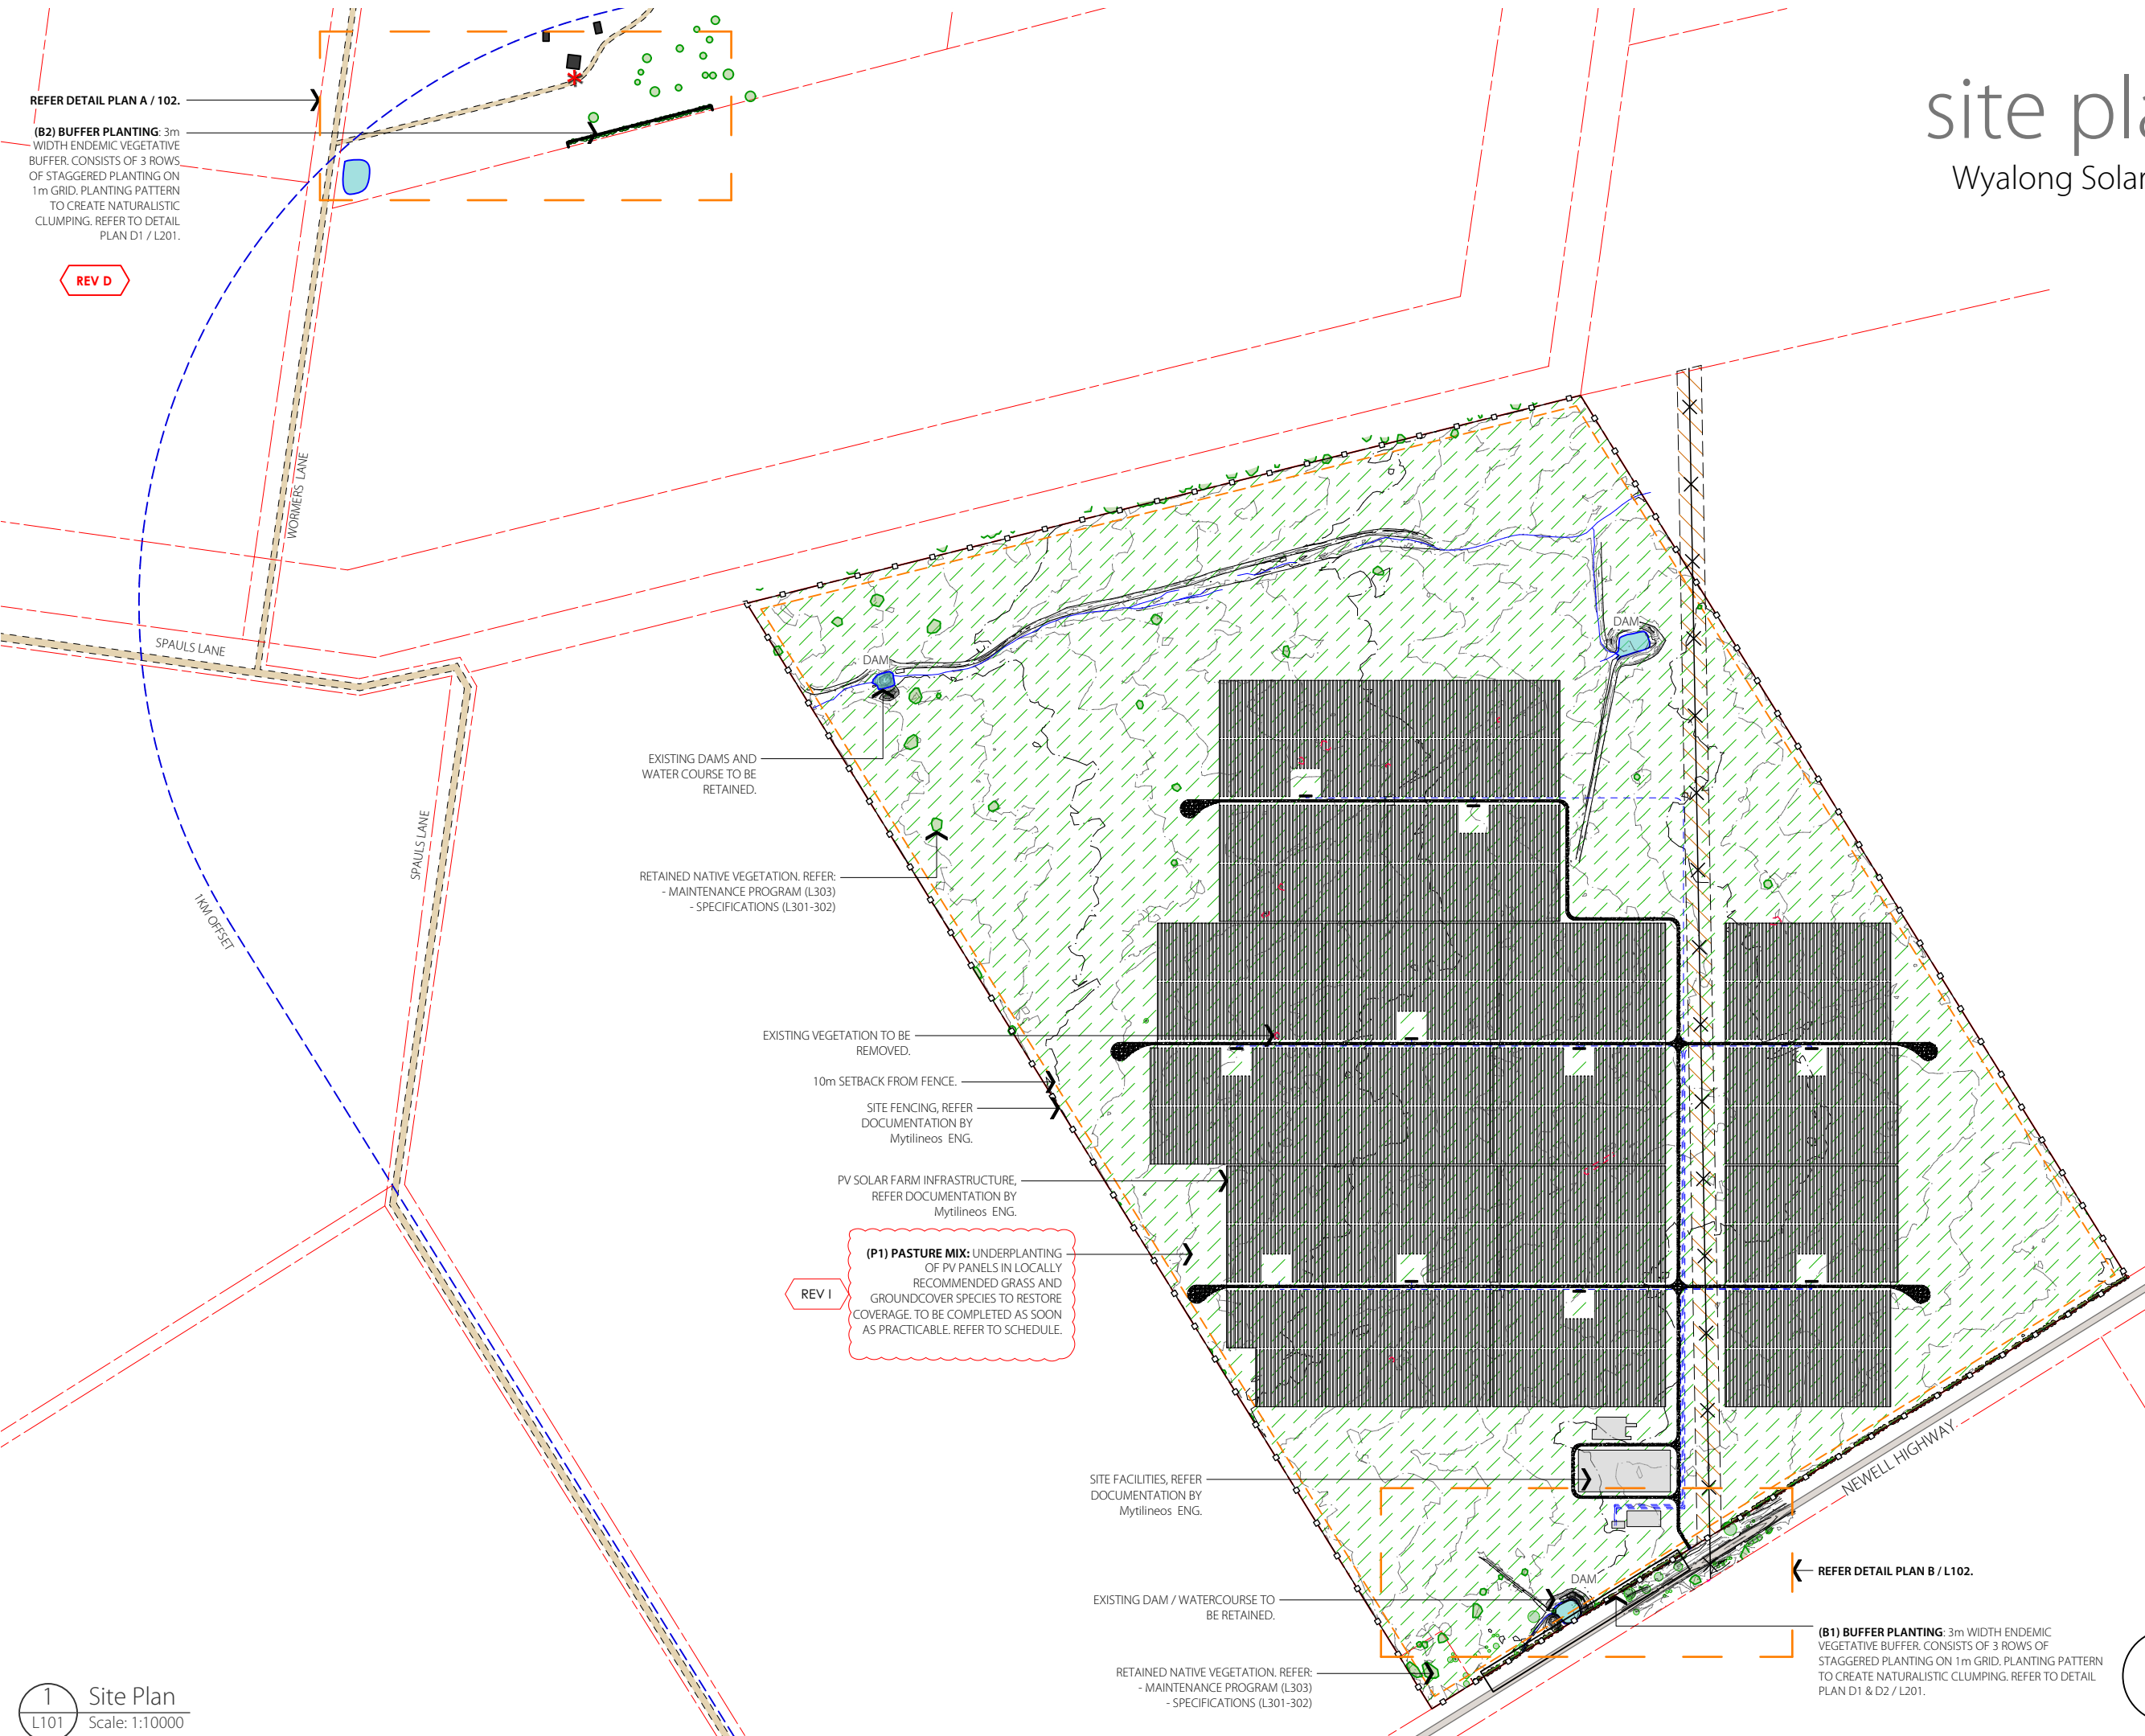 site pla
Wyalong Solar
REFER DETAIL PLAN A / 102.
(B2) BUFFER PLANTING: 3m
WIDTH ENDEMIC VEGETATIVE
BUFFER. CONSISTS OF 3 ROWS
OF STAGGERED PLANTING ON
1m GRID. PLANTING PATTERN
TO CREATE NATURALISTIC
CLUMPING. REFER TO DETAIL
PLAN D1 / L201.
REV D
WORMERS LANE
SPAULS LANE
SPAULS LANE
1KM OFFSET
DAM
DAM
EXISTING DAMS AND
WATER COURSE TO BE
RETAINED.
RETAINED NATIVE VEGETATION. REFER:
- MAINTENANCE PROGRAM (L303)
- SPECIFICATIONS (L301-302)
EXISTING VEGETATION TO BE
REMOVED.
10m SETBACK FROM FENCE.
SITE FENCING, REFER
DOCUMENTATION BY
Mytilineos ENG.
PV SOLAR FARM INFRASTRUCTURE,
REFER DOCUMENTATION BY
Mytilineos ENG.
(P1) PASTURE MIX: UNDERPLANTING
OF PV PANELS IN LOCALLY
RECOMMENDED GRASS AND
GROUNDCOVER SPECIES TO RESTORE
COVERAGE. TO BE COMPLETED AS SOON
AS PRACTICABLE. REFER TO SCHEDULE.
REV I
SITE FACILITIES, REFER
DOCUMENTATION BY
Mytilineos ENG.
NEWELL HIGHWAY
DAM
EXISTING DAM / WATERCOURSE TO
BE RETAINED.
REFER DETAIL PLAN B / L102.
(B1) BUFFER PLANTING: 3m WIDTH ENDEMIC
VEGETATIVE BUFFER. CONSISTS OF 3 ROWS OF
STAGGERED PLANTING ON 1m GRID. PLANTING PATTERN
TO CREATE NATURALISTIC CLUMPING. REFER TO DETAIL
PLAN D1 & D2 / L201.
RETAINED NATIVE VEGETATION. REFER:
- MAINTENANCE PROGRAM (L303)
- SPECIFICATIONS (L301-302)
1
L101
Site Plan
Scale: 1:10000